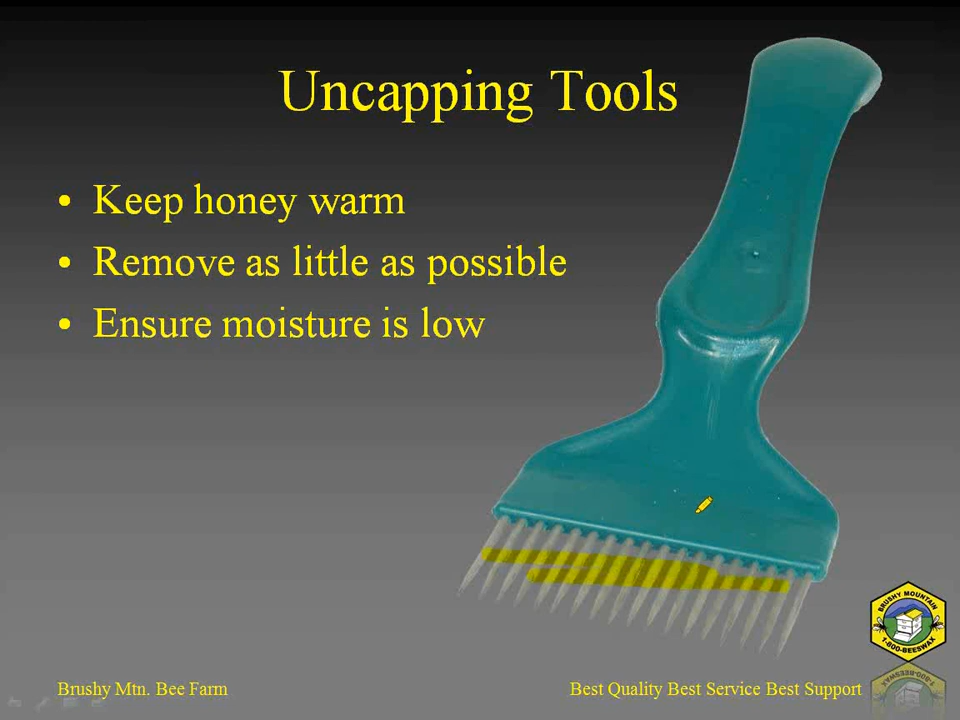 Uncapping Tools
• Keep honey warm
• Remove as little as possible
• Ensure moisture is low
BRUSHY MOUNTAIN
1-800-BEESWAX
Brushy Mtn. Bee Farm
Best Quality Best Service Best Support